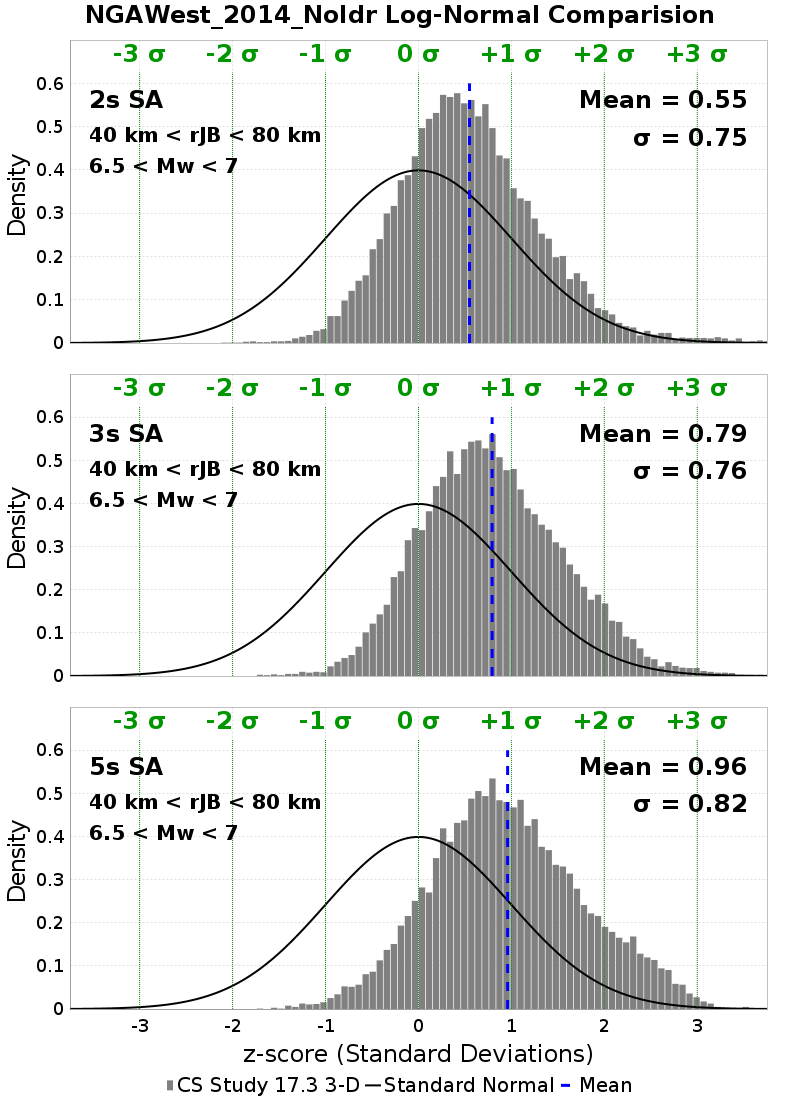 NGAWest_2014_NoIdr Log-Normal Comparision
-3 σ -2 σ -1 σ 0 σ +1 σ +2 σ +3 σ
2s SA
Mean = 0.55
40 km < rJB < 80 km
σ = 0.75
6.5 < Mw < 7
Density
0.6
0.5
0.4
0.3
0.2
0.1
0
-3 σ -2 σ -1 σ 0 σ +1 σ +2 σ +3 σ
3s SA
Mean = 0.79
40 km < rJB < 80 km
σ = 0.76
6.5 < Mw < 7
Density
0.6
0.5
0.4
0.3
0.2
0.1
0
-3 σ -2 σ -1 σ 0 σ +1 σ +2 σ +3 σ
5s SA
Mean = 0.96
40 km < rJB < 80 km
σ = 0.82
6.5 < Mw < 7
Density
0.6
0.5
0.4
0.3
0.2
0.1
0
-3 -2 -1 0 1 2 3
z-score (Standard Deviations)
CS Study 17.3 3-D Standard Normal Mean